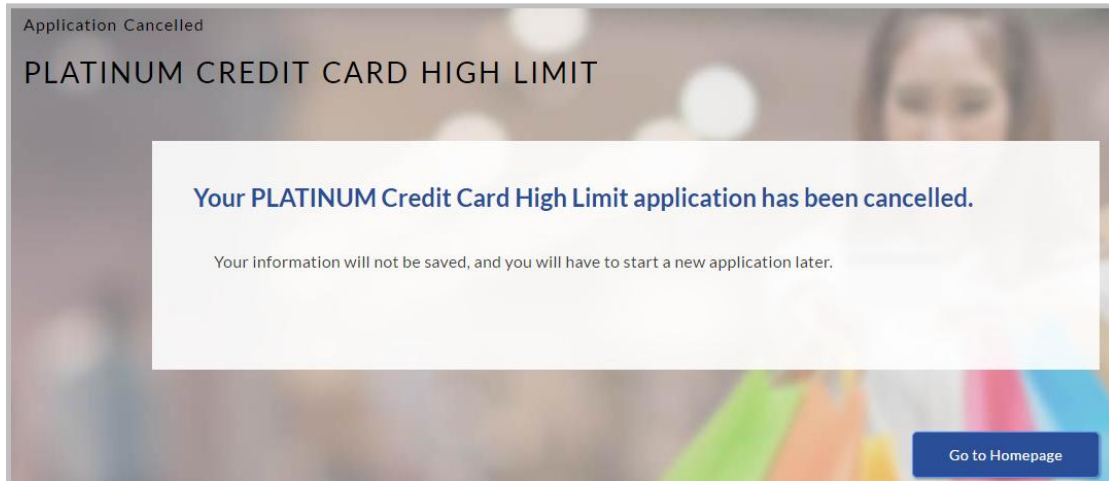 Application Cancelled
PLATINUM CREDIT CARD HIGH LIMIT
Your PLATINUM Credit Card High Limit application has been cancelled.
Your information will not be saved, and you will have to start a new application later.
Go to Homepage